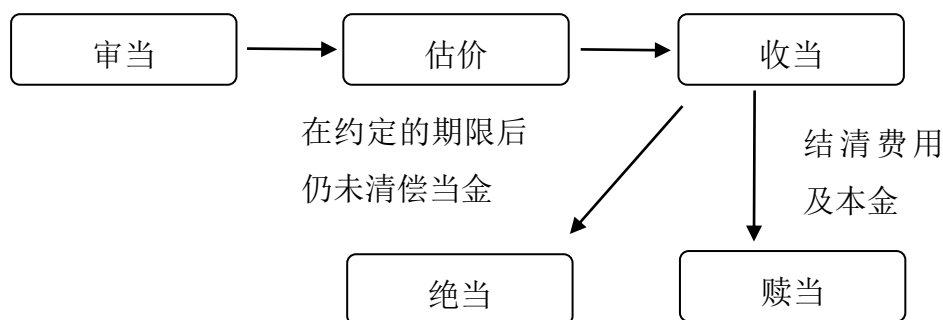 审当
估价
收当
在约定的期限后
仍未清偿当金
结清费用
及本金
绝当
赎当